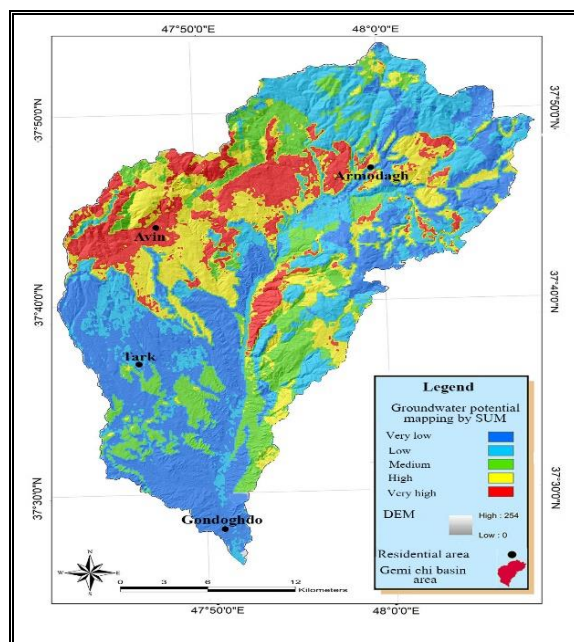 47°50'0"E
48°0'0"E
37°50'0"N
37°50'0"N
Armodagh
Avin
37°40'0"N
37°40'0"N
Tark
Legend
Groundwater potential
mapping by SUM
Very low
Low
Medium
High
Very high
DEM
High : 254
Low : 0
Residential area
Gemi chi basin
area
37°30'0"N
37°30'0"N
Gondoghdo
N
W
E
S
0
6
12
Kilometers
47°50'0"E
48°0'0"E